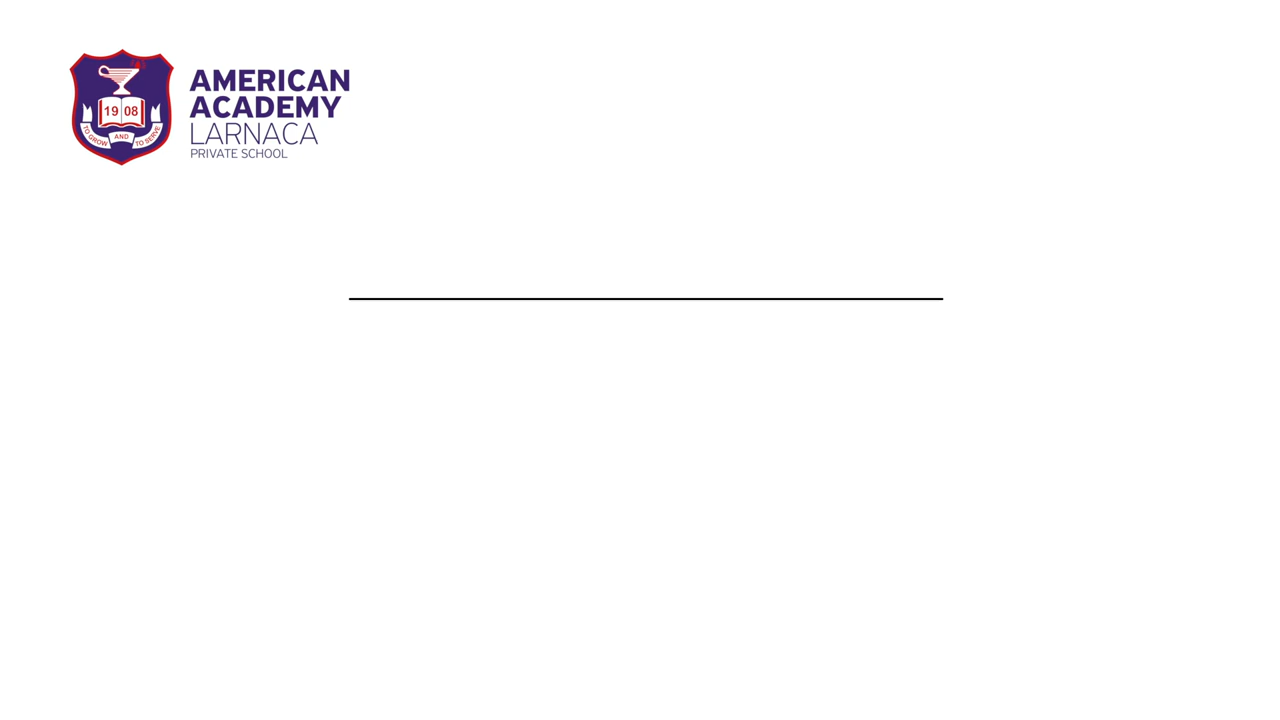 AMERICAN
ACADEMY
LARNACA
PRIVATE SCHOOL
19 08
TO GROW AND TO SERVE